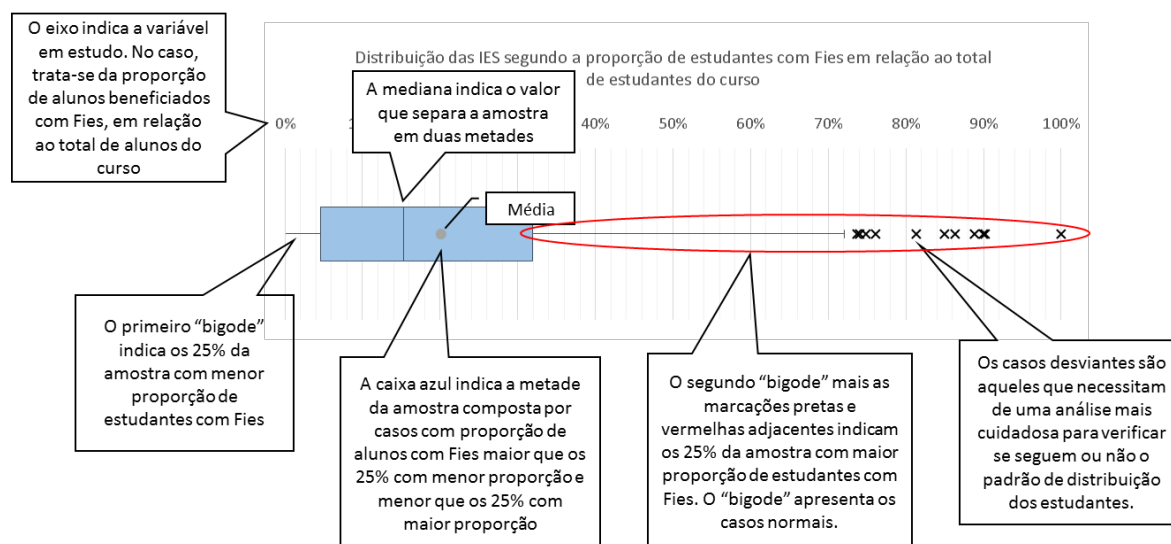 O eixo indica a variável
em estudo. No caso,
trata-se da proporção
de alunos beneficiados
com Fies, em relação
ao total de alunos do
curso
Distribuição das IES segundo a proporção de estudantes com Fies em relação ao total
de estudantes do curso
A mediana indica o valor
que separa a amostra
em duas metades
0%
40%
50%
60%
70%
80%
90%
100%
Média
O primeiro “bigode”
indica os 25% da
amostra com menor
proporção de
estudantes com Fies
A caixa azul indica a metade
da amostra composta por
casos com proporção de
alunos com Fies maior que os
25% com menor proporção e
menor que os 25% com
maior proporção
O segundo “bigode” mais as
marcações pretas e
vermelhas adjacentes indicam
os 25% da amostra com maior
proporção de estudantes com
Fies. O “bigode” apresenta os
casos normais.
Os casos desviantes são
aqueles que necessitam
de uma análise mais
cuidadosa para verificar
se seguem ou não o
padrão de distribuição
dos estudantes.